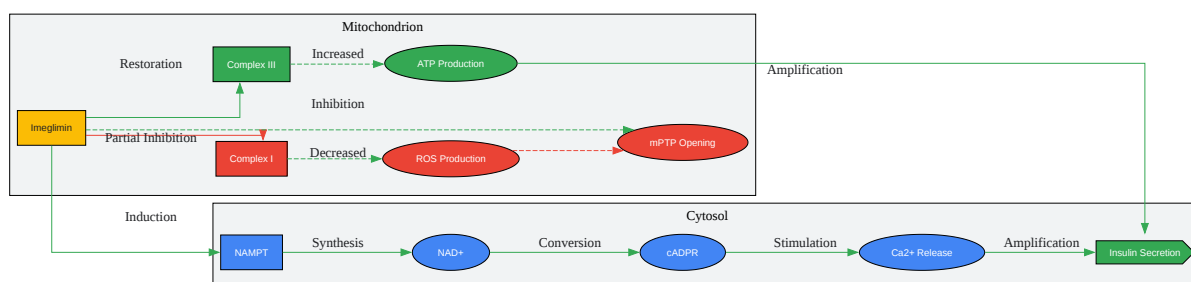 Mitochondrion
Increased
Restoration
Complex III
ATP Production
Amplification
Inhibition
Imeglimin
Partial Inhibition
mPTP Opening
Decreased
Complex I
ROS Production
Induction
Cytosol
Synthesis
Conversion
Stimulation
Amplification
NAMPT
NAD+
cADPR
Ca2+ Release
Insulin Secretion